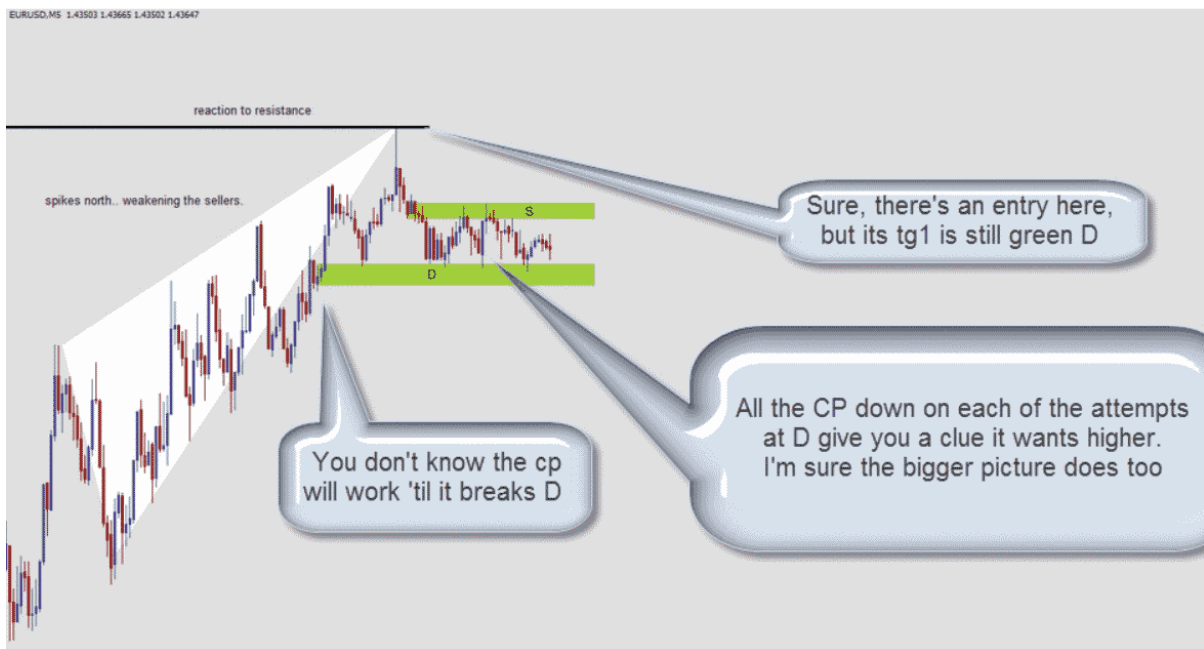 EURUSD,M5 1.43503 1.43665 1.43502 1.43647
reaction to resistance
spikes north.. weakening the sellers.
S
D
Sure, there's an entry here,
but its tg1 is still green D
All the CP down on each of the attempts
at D give you a clue it wants higher.
I'm sure the bigger picture does too
You don't know the cp
will work 'til it breaks D